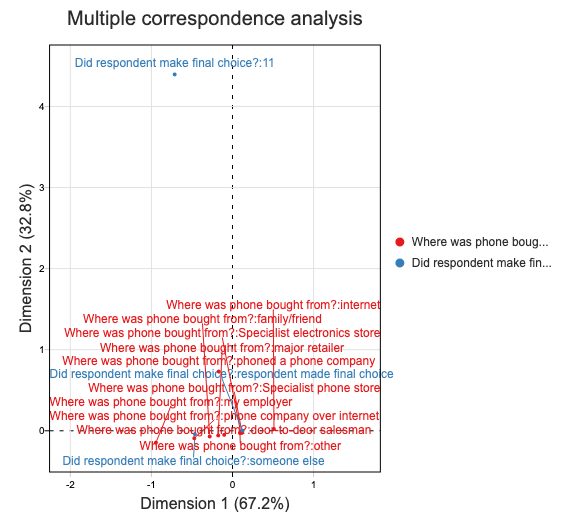 Multiple correspondence analysis
Did respondent make final choice?:11
4
3
2
1
0
Dimension 2 (32.8%)
Where was phone bought from?:internet
Where was phone bought from?:family/friend
Where was phone bought from?:Specialist electronics store
Where was phone bought from?:major retailer
Where was phone bought from?:phoned a phone company
Did respondent make final choice?:respondent made final choice
Where was phone bought from?:Specialist phone store
Where was phone bought from?:my employer
Where was phone bought from?:phone company over internet
Where was phone bought from?:door to door salesman
Where was phone bought from?:other
Did respondent make final choice?:someone else
-2
-1
0
1
Dimension 1 (67.2%)
Where was phone boug...
Did respondent make fin...